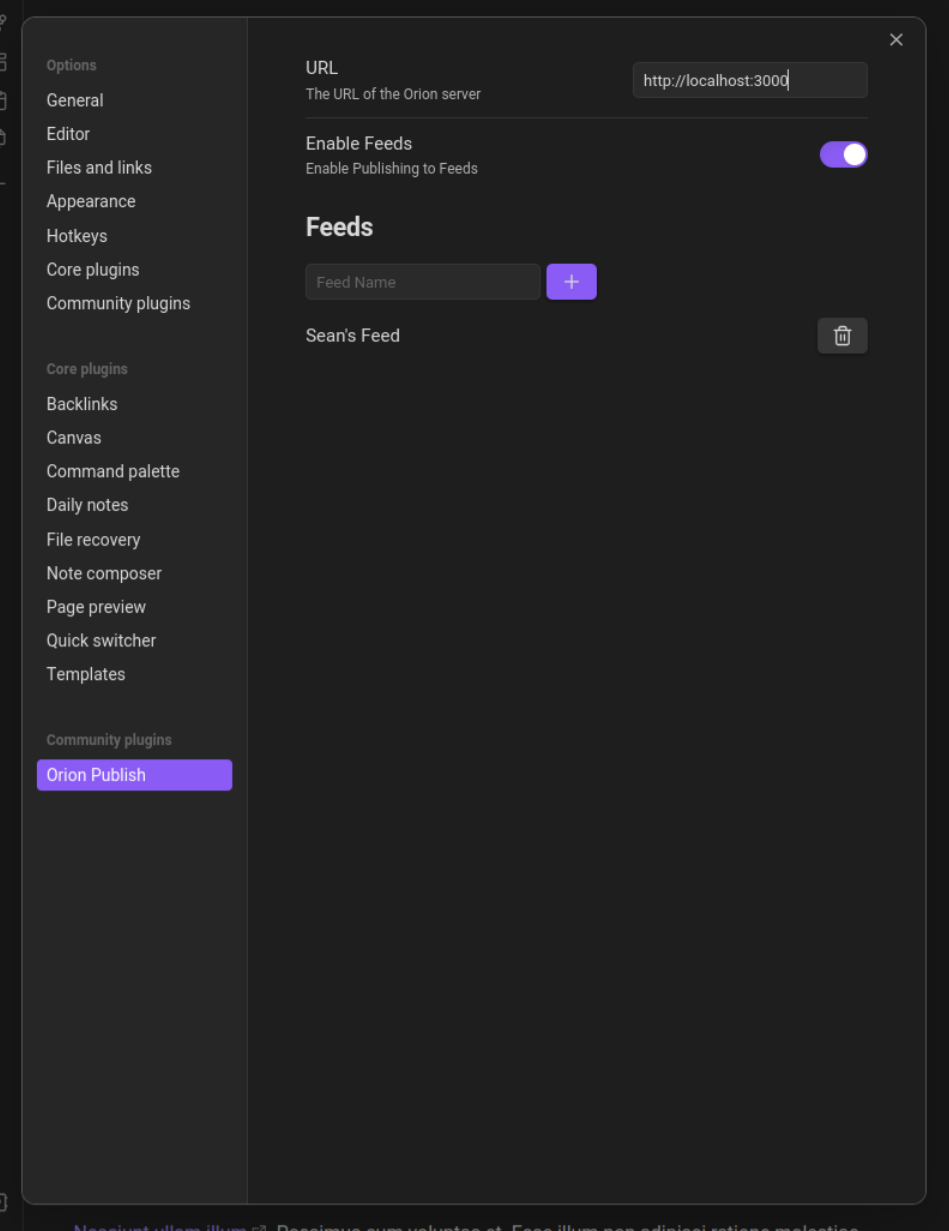 Options
General
Editor
Files and links
Appearance
Hotkeys
Core plugins
Community plugins
Core plugins
Backlinks
Canvas
Command palette
Daily notes
File recovery
Note composer
Page preview
Quick switcher
Templates
Community plugins
Orion Publish
URL
The URL of the Orion server
http://localhost:3000
Enable Feeds
Enable Publishing to Feeds
Feeds
Feed Name
Sean's Feed